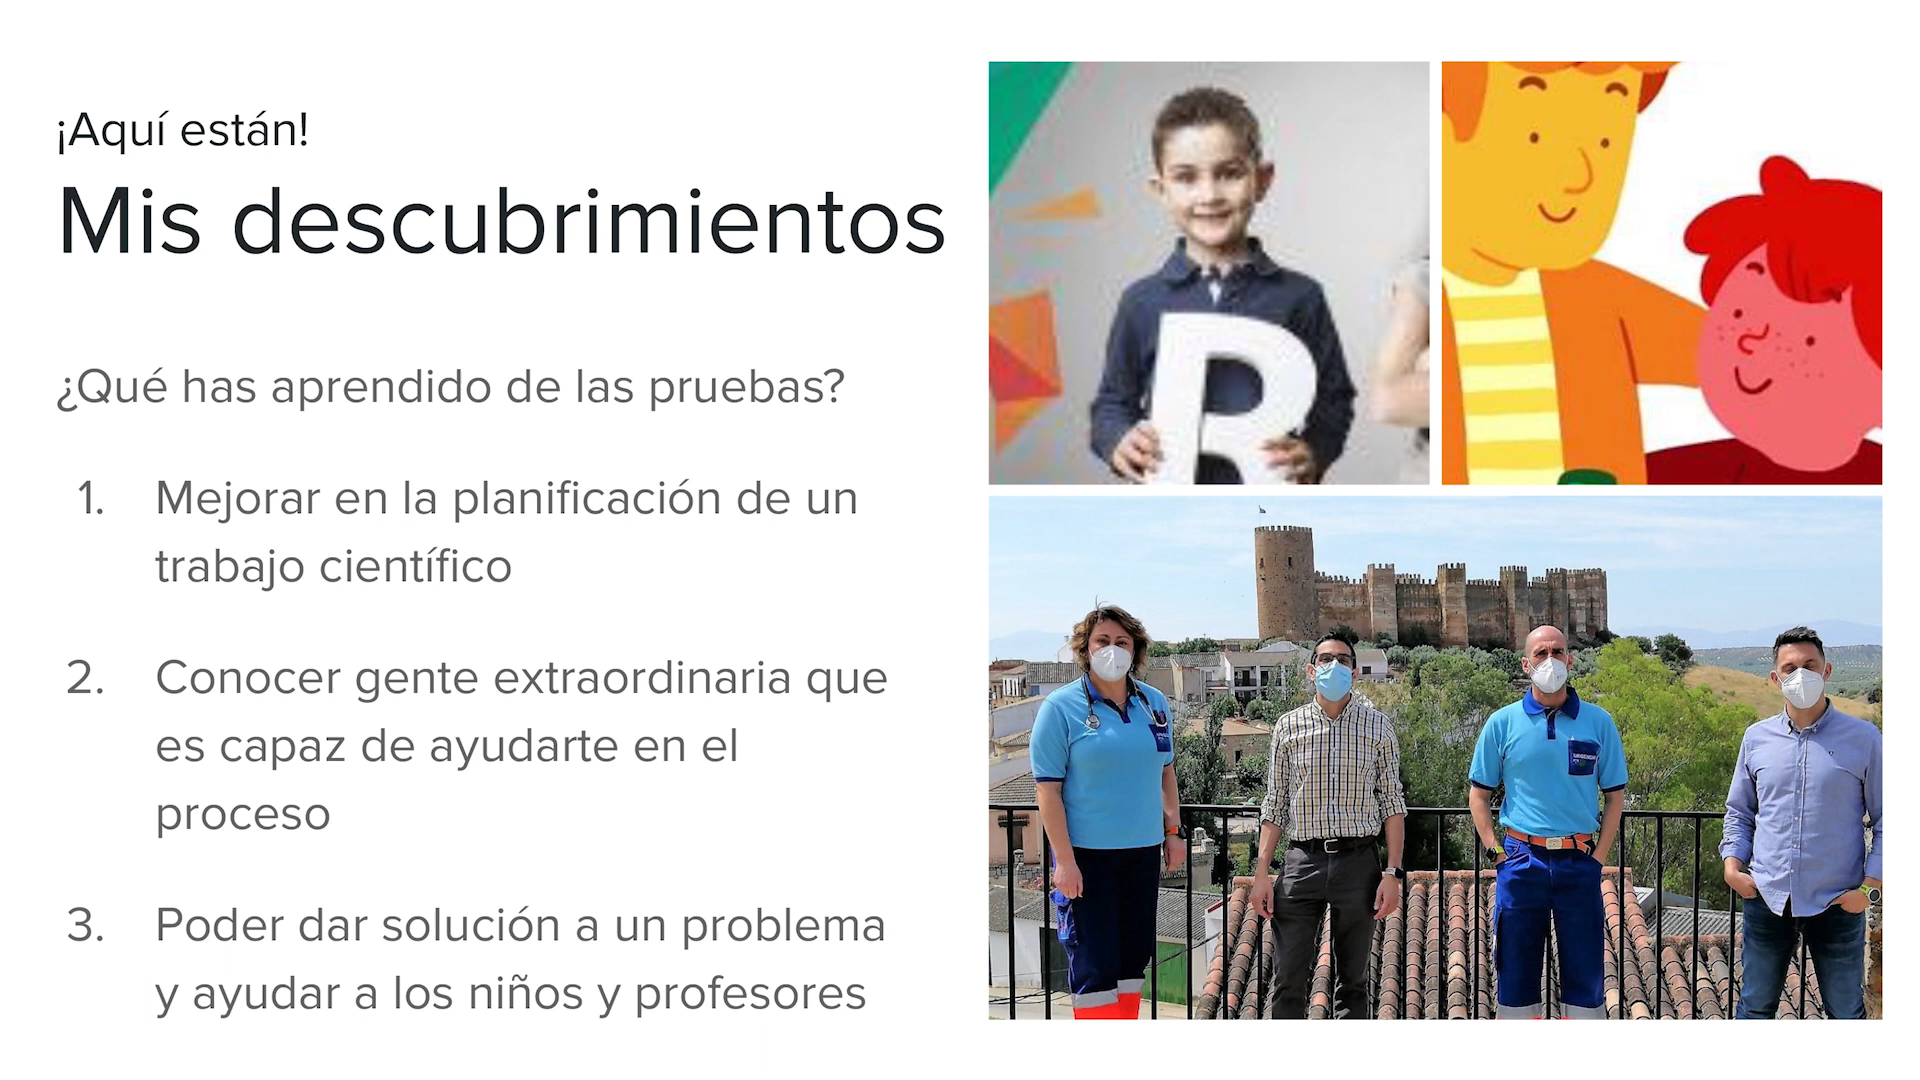 ¡Aquí están!
Mis descubrimientos
¿Qué has aprendido de las pruebas?
1. Mejorar en la planificación de un
trabajo científico
2. Conocer gente extraordinaria que
es capaz de ayudarte en el
proceso
3. Poder dar solución a un problema
y ayudar a los niños y profesores
R